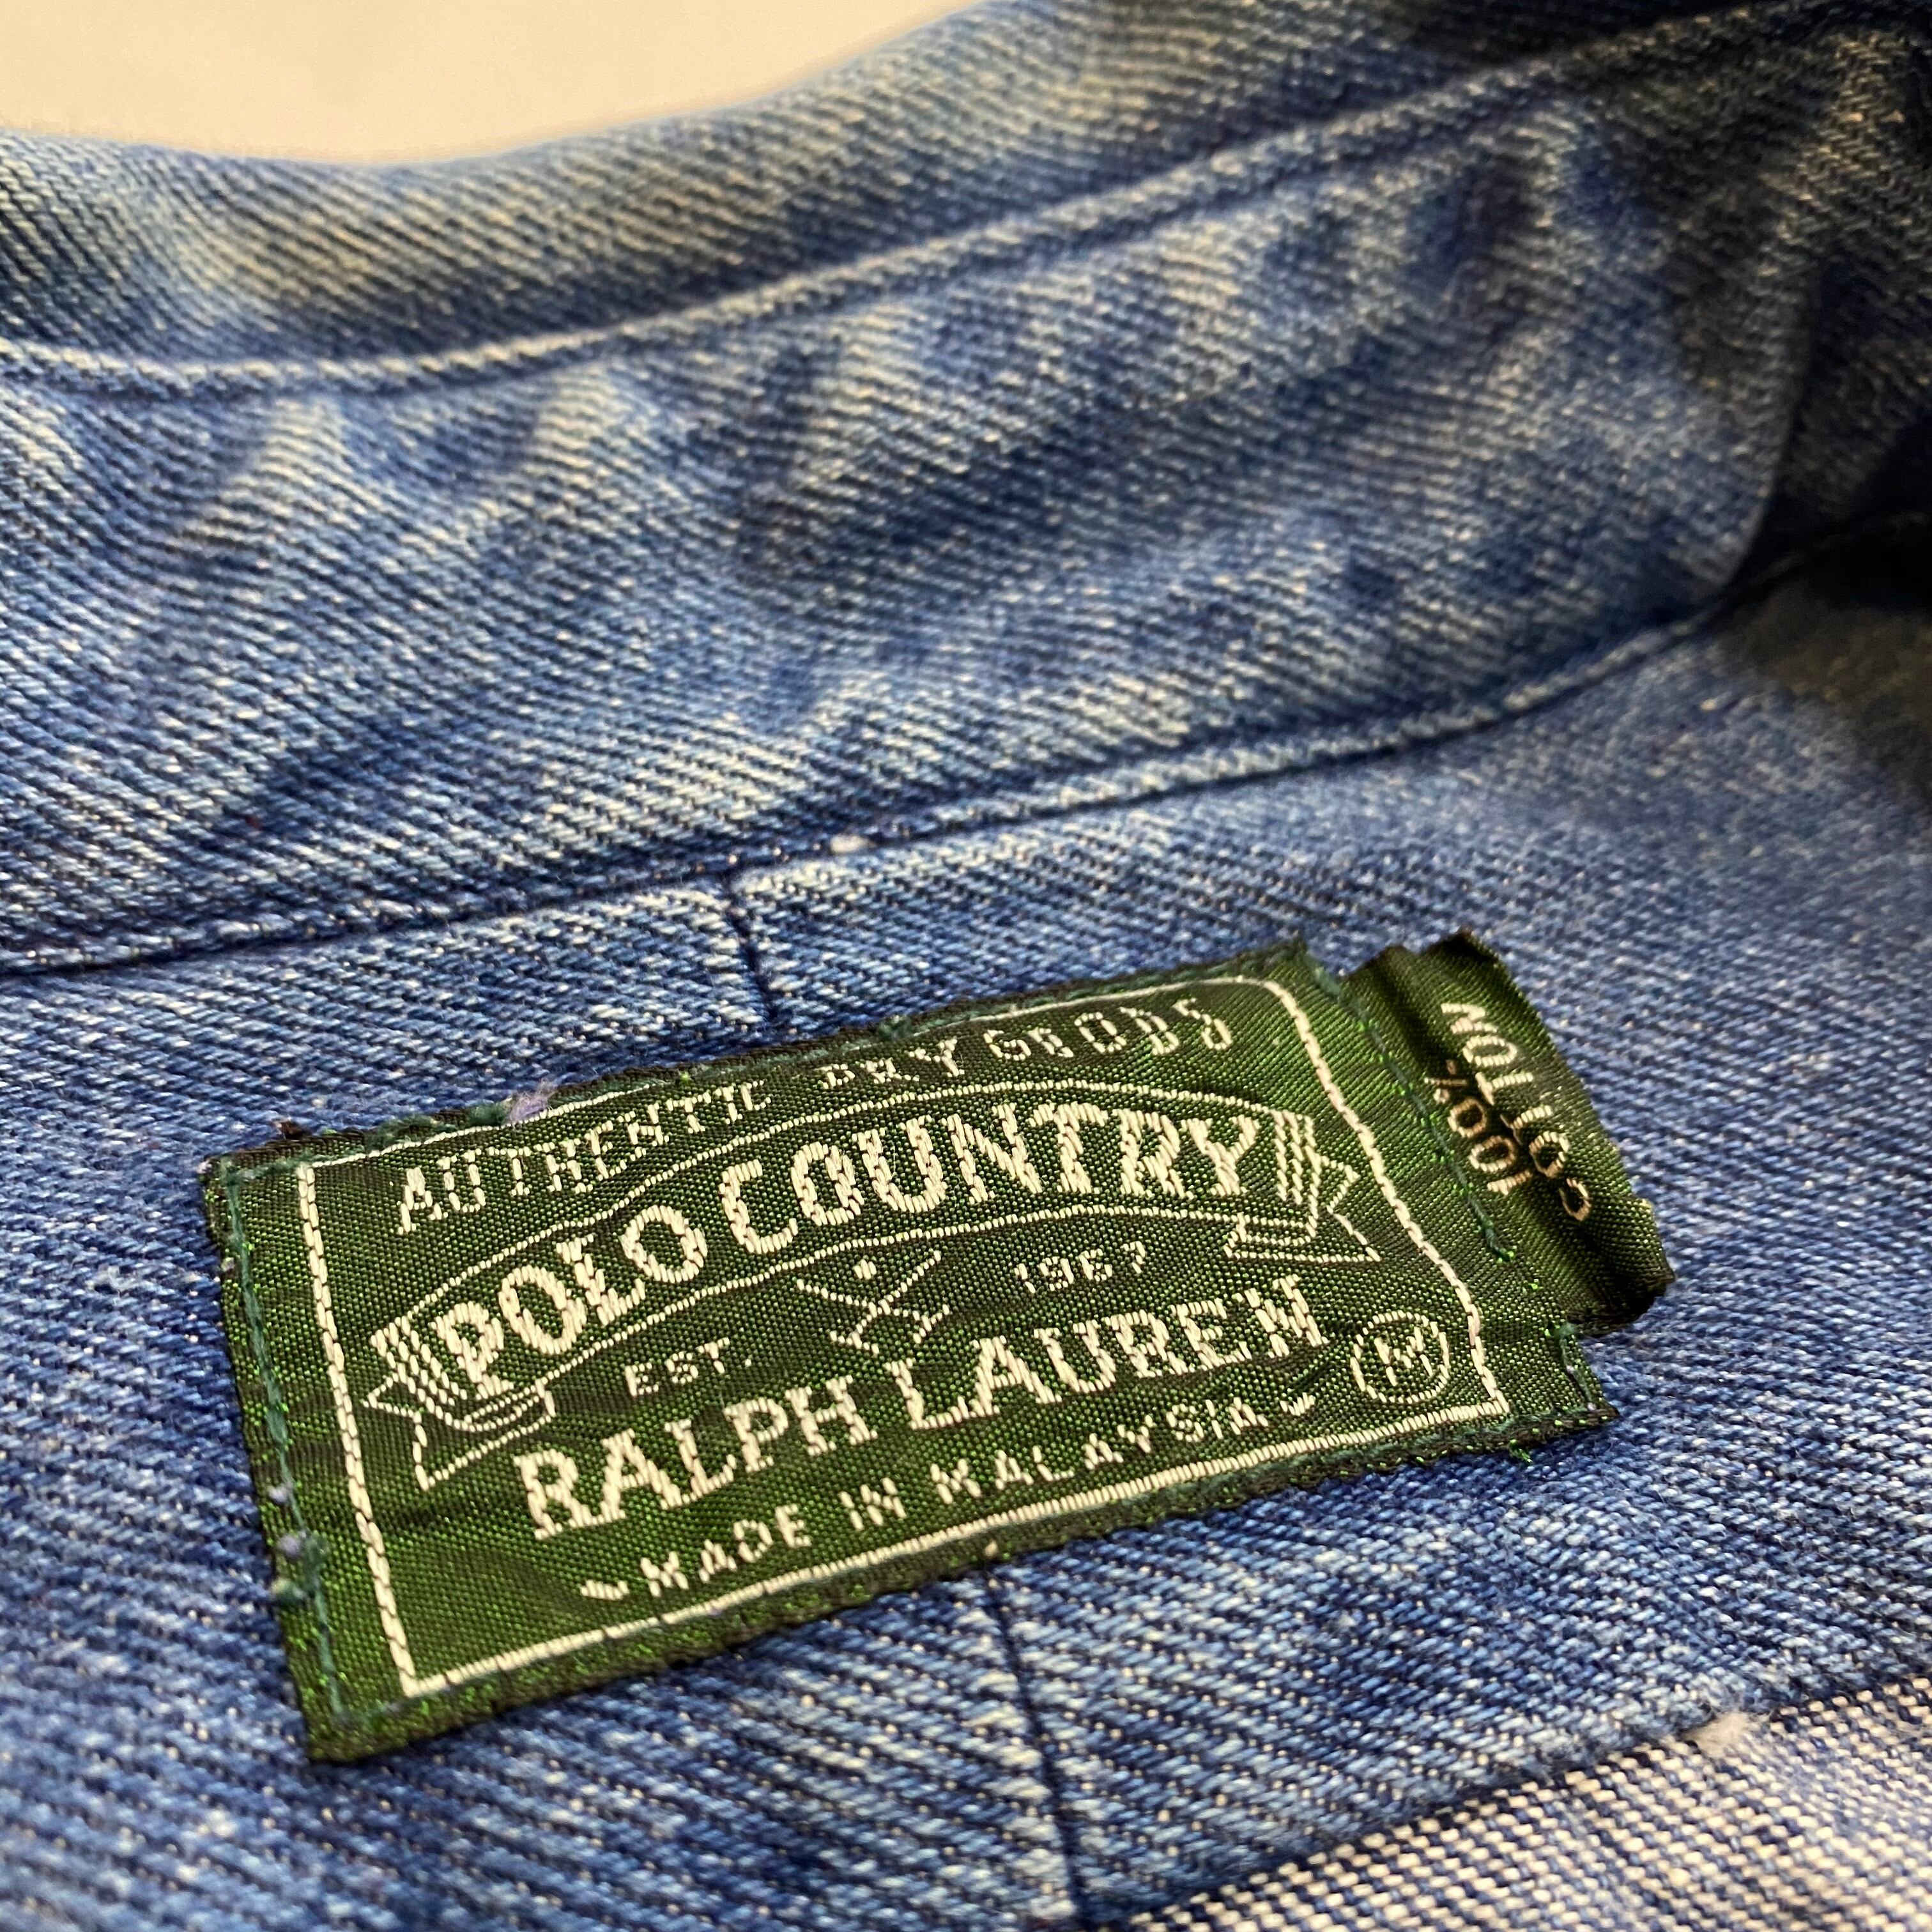 AUTHENTIC DRY GOODS
POLO COUNTRY
EST. 1967
RALPH LAUREN
MADE IN MALAYSIA
M
100%
COTTON